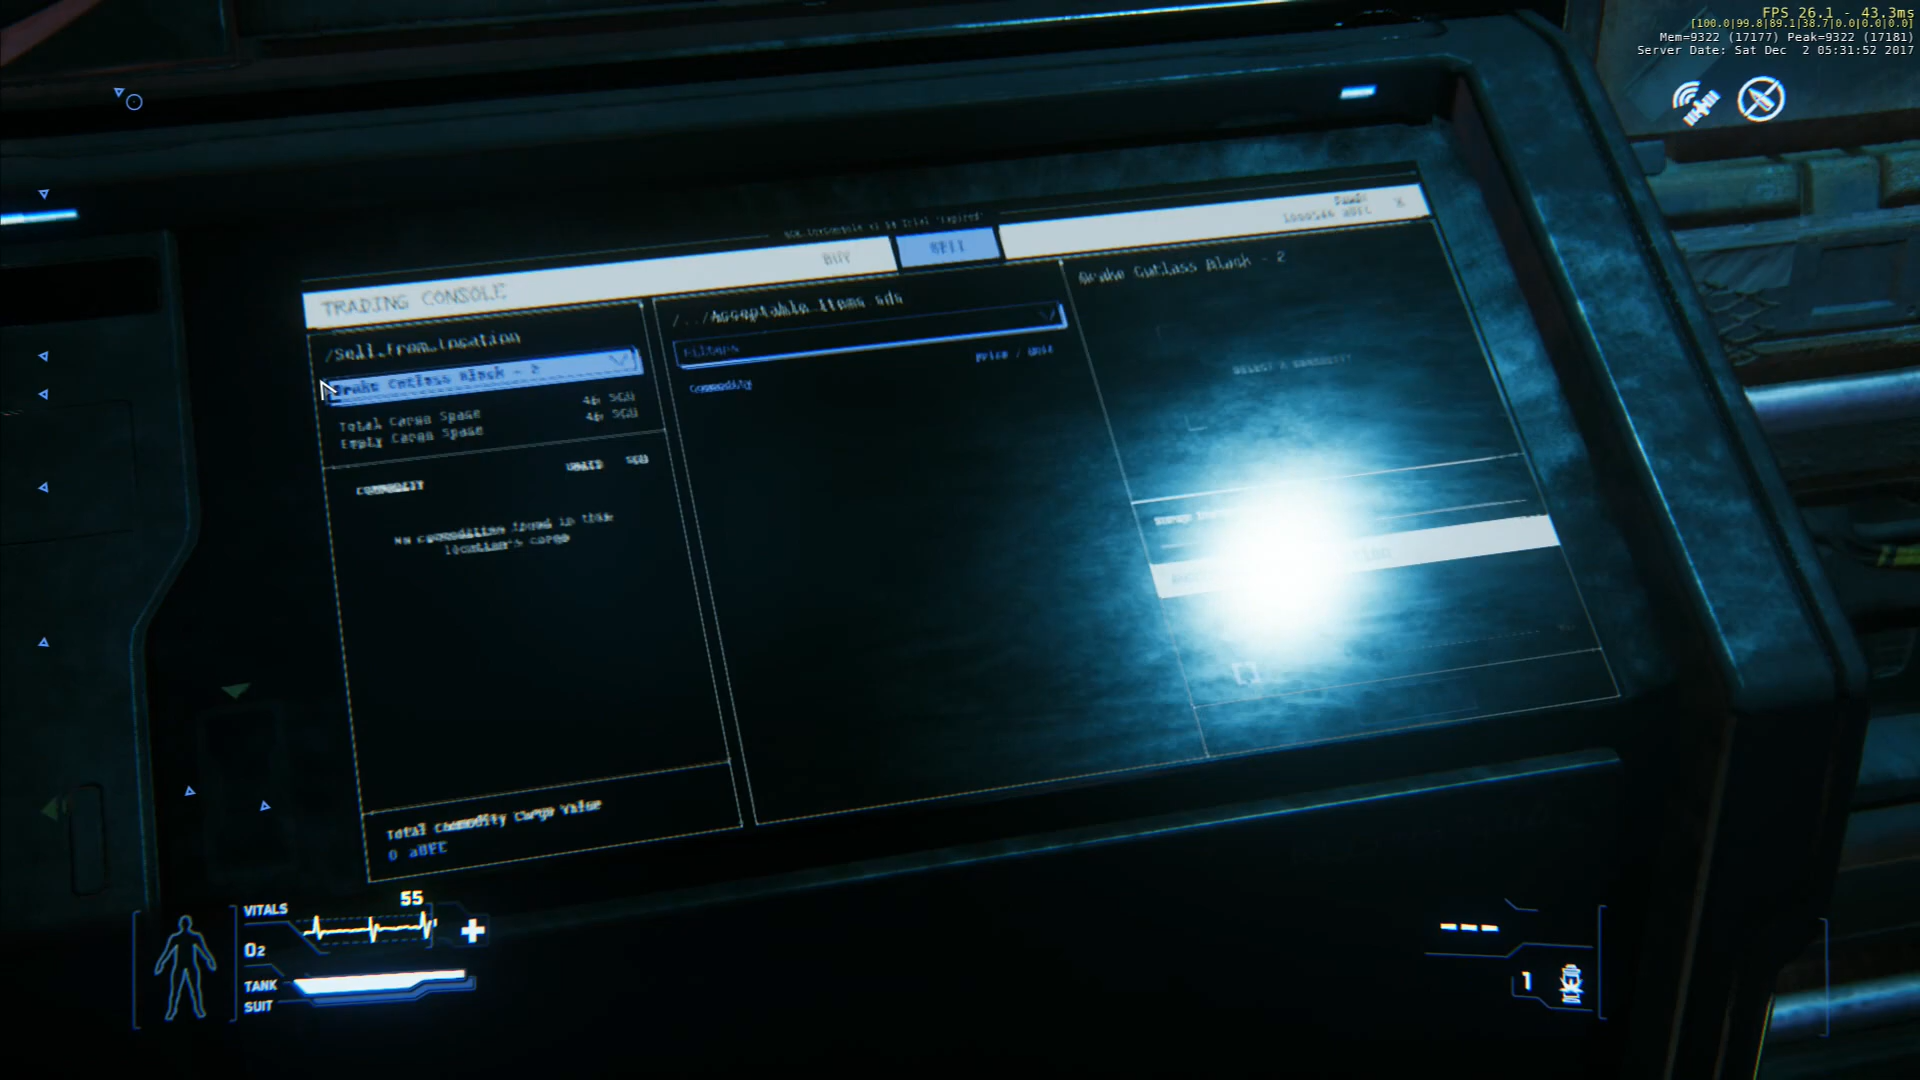 FPS 26.1 - 43.3ms
[100.0|99.8|89.1|38.7|0.0|0.0|0.0]
Mem=9322 (17177) Peak=9322 (17181)
Server Date: Sat Dec 2 05:31:52 2017
BUY
SELL
TRADING CONSOLE
Drake Cutlass Black - 2
/Sell.from.Location
/../Acceptable.Items.ods
Drake Cutlass Black - 2
Filters
Price / Unit
Commodity
SELECT A COMMODITY
Total Cargo Space 46 SCU
Empty Cargo Space 46 SCU
COMMODITY UNITS SCU
No commodities found in this
location's cargo
Total Commodity Cargo Value
0 aUEC
VITALS
55
O2
TANK
SUIT
1